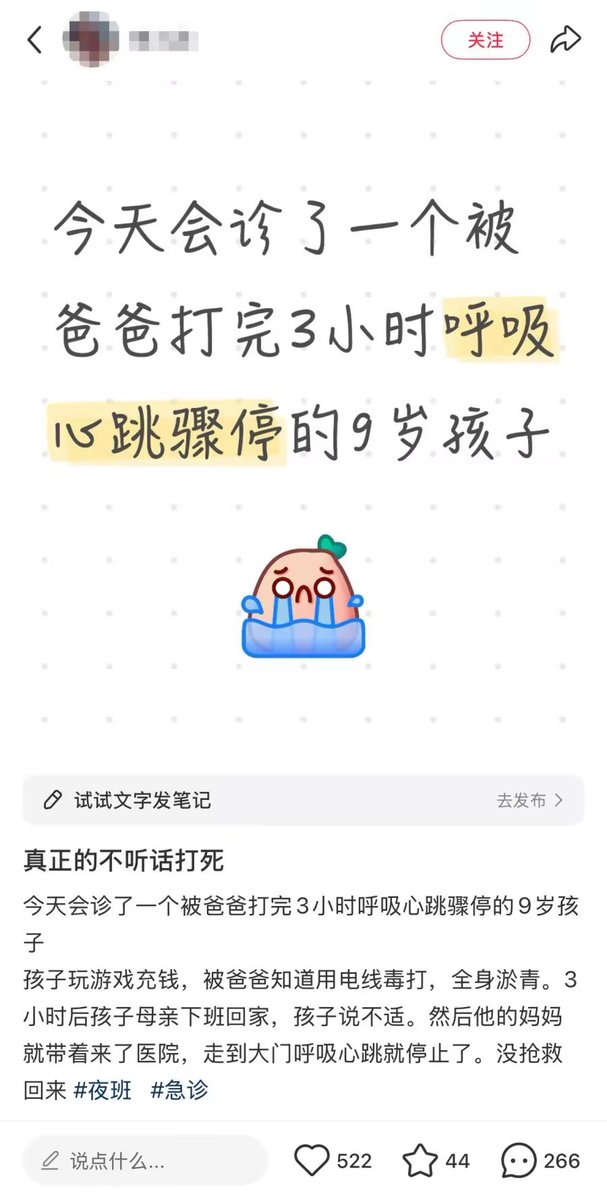 关注
今天会诊了一个被
爸爸打完3小时呼吸
心跳骤停的9岁孩子
试试文字发笔记
去发布
真正的不听话打死
今天会诊了一个被爸爸打完3小时呼吸心跳骤停的9岁孩
子
孩子玩游戏充钱，被爸爸知道用电线毒打，全身淤青。3
小时后孩子母亲下班回家，孩子说不适。然后他的妈妈
就带着来了医院，走到大门呼吸心跳就停止了。没抢救
回来 #夜班 #急诊
说点什么...
522
44
266